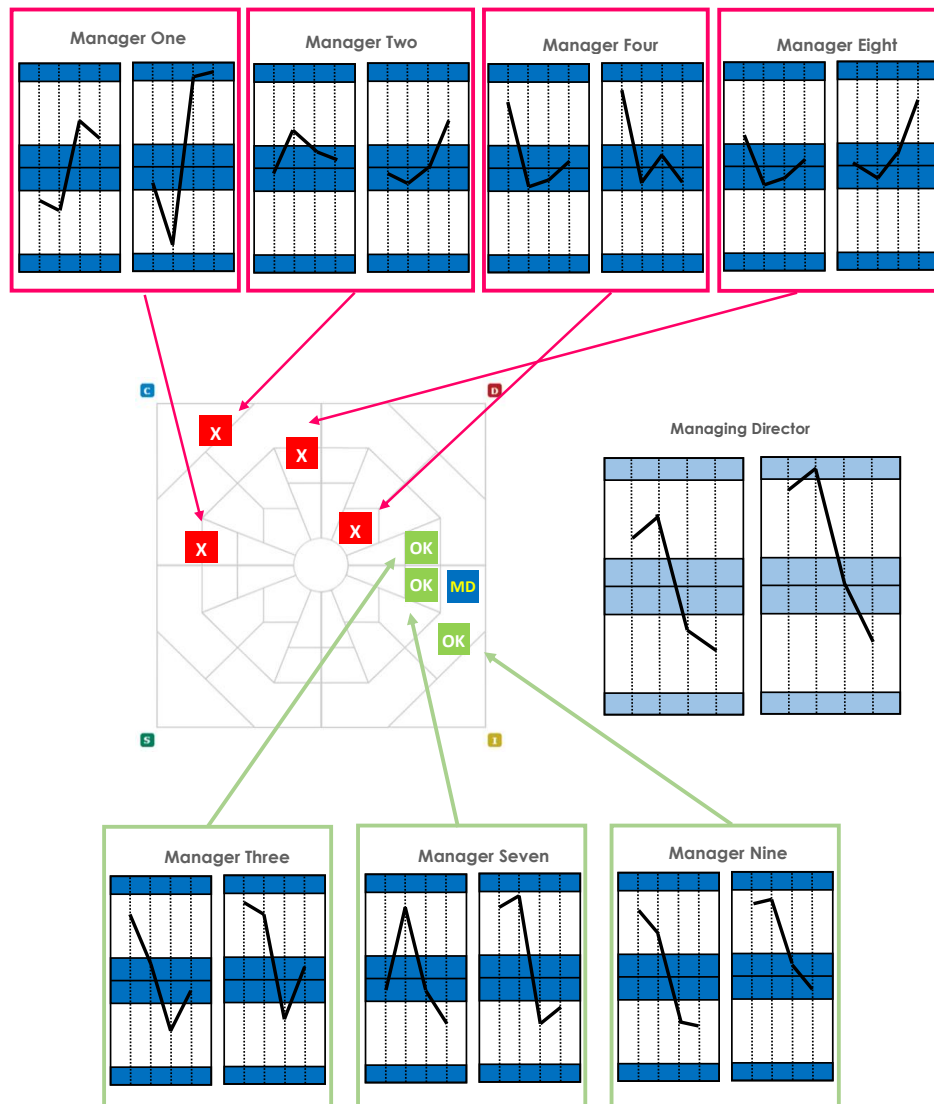 Manager One
Manager Two
Manager Four
Manager Eight
C
D
X
X
X
X
OK
OK
MD
OK
S
I
Managing Director
Manager Three
Manager Seven
Manager Nine